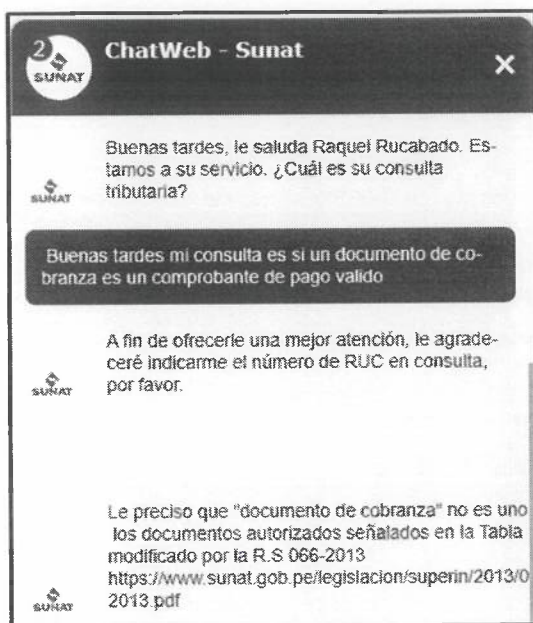 2
SUNAT
ChatWeb - Sunat
×
Buenas tardes, le saluda Raquel Rucabado. Es-
tamos a su servicio. ¿Cuál es su consulta
tributaria?
SUNAT
Buenas tardes mi consulta es si un documento de co-
branza es un comprobante de pago valido
A fin de ofrecerle una mejor atención, le agrade-
ceré indicarme el número de RUC en consulta,
por favor.
SUNAT
Le preciso que "documento de cobranza" no es uno
los documentos autorizados señalados en la Tabla
modificado por la R.S 066-2013
https://www.sunat.gob.pe/legislacion/superin/2013/0
2013.pdf
SUNAT